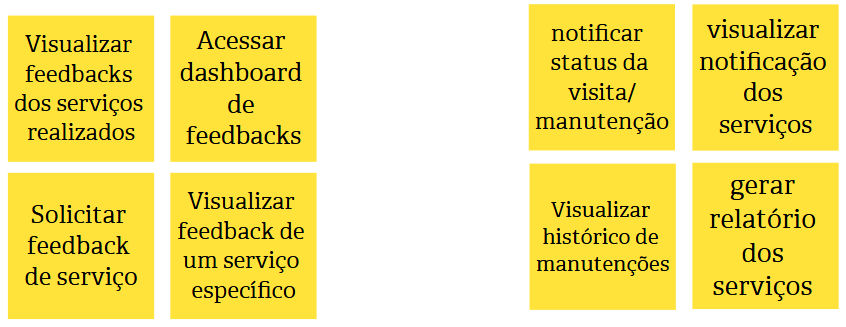 Visualizar
feedbacks
dos serviços
realizados
Acessar
dashboard
de
feedbacks
notificar
status da
visita/
manutenção
visualizar
notificação
dos
serviços
Solicitar
feedback
de serviço
Visualizar
feedback de
um serviço
específico
Visualizar
histórico de
manutenções
gerar
relatório
dos
serviços